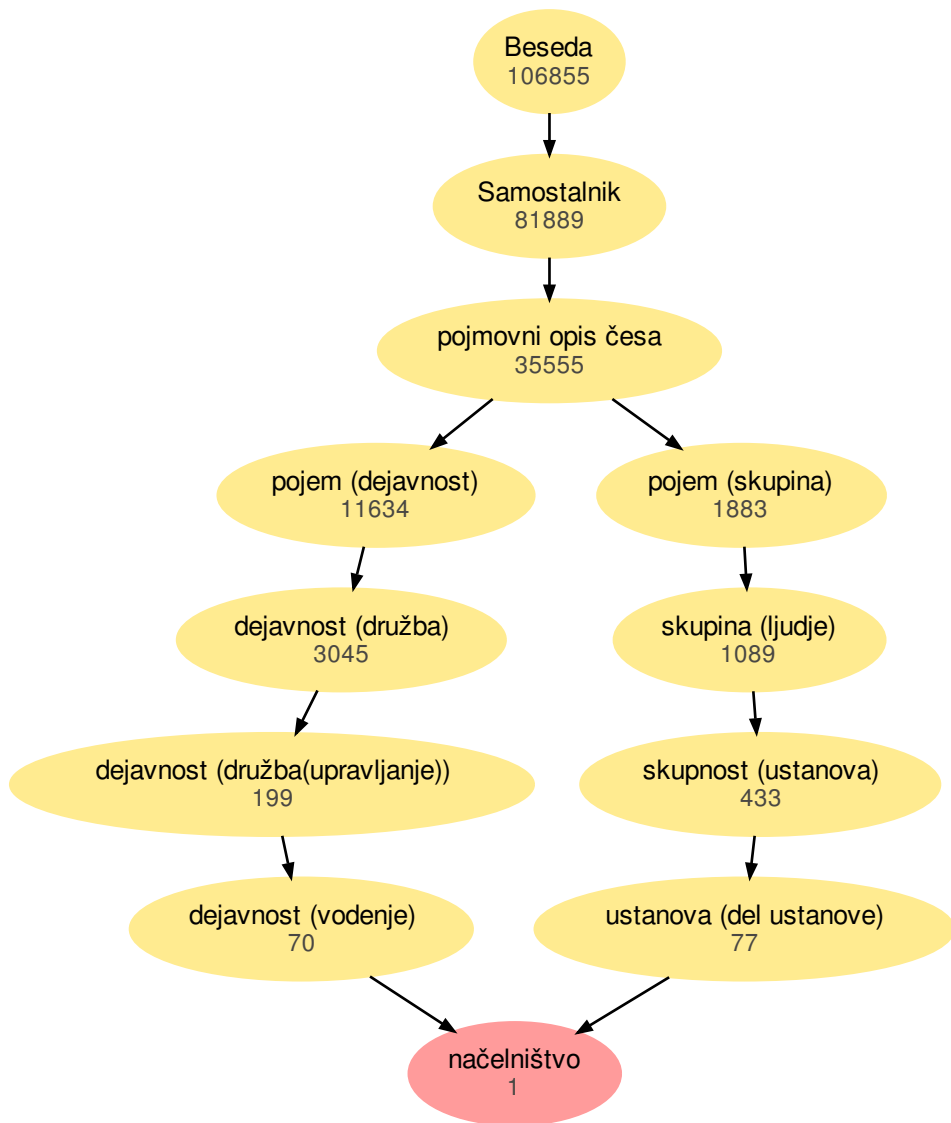 Beseda
106855
Samostalnik
81889
pojmovni opis česa
35555
pojem (dejavnost)
11634
pojem (skupina)
1883
dejavnost (družba)
3045
skupina (ljudje)
1089
dejavnost (družba(upravljanje))
199
skupnost (ustanova)
433
dejavnost (vodenje)
70
ustanova (del ustanove)
77
načelništvo
1